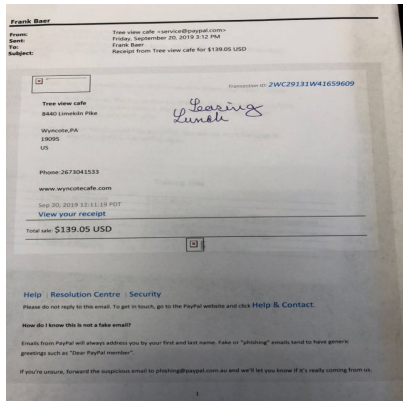 Frank Baer
From: Tree view cafe <service@paypal.com>
Sent: Friday, September 20, 2019 3:12 PM
To: Frank Baer
Subject: Receipt from Tree view cafe for $139.05 USD
Transaction ID: 2WC29131W41659609
Tree view cafe
8440 Limekiln Pike
Leasing
Lunch
Wyncote,PA
19095
US
Phone:2673041533
www.wyncotecafe.com
Sep 20, 2019 12:11:19 PDT
View your receipt
Total sale: $139.05 USD
Help | Resolution Centre | Security
Please do not reply to this email. To get in touch, go to the PayPal website and click Help & Contact.
How do I know this is not a fake email?
Emails from PayPal will always address you by your first and last name. Fake or "phishing" emails tend to have generic
greetings such as "Dear PayPal member".
If you're unsure, forward the suspicious email to phishing@paypal.com.au and we'll let you know if it's really coming from us.
1